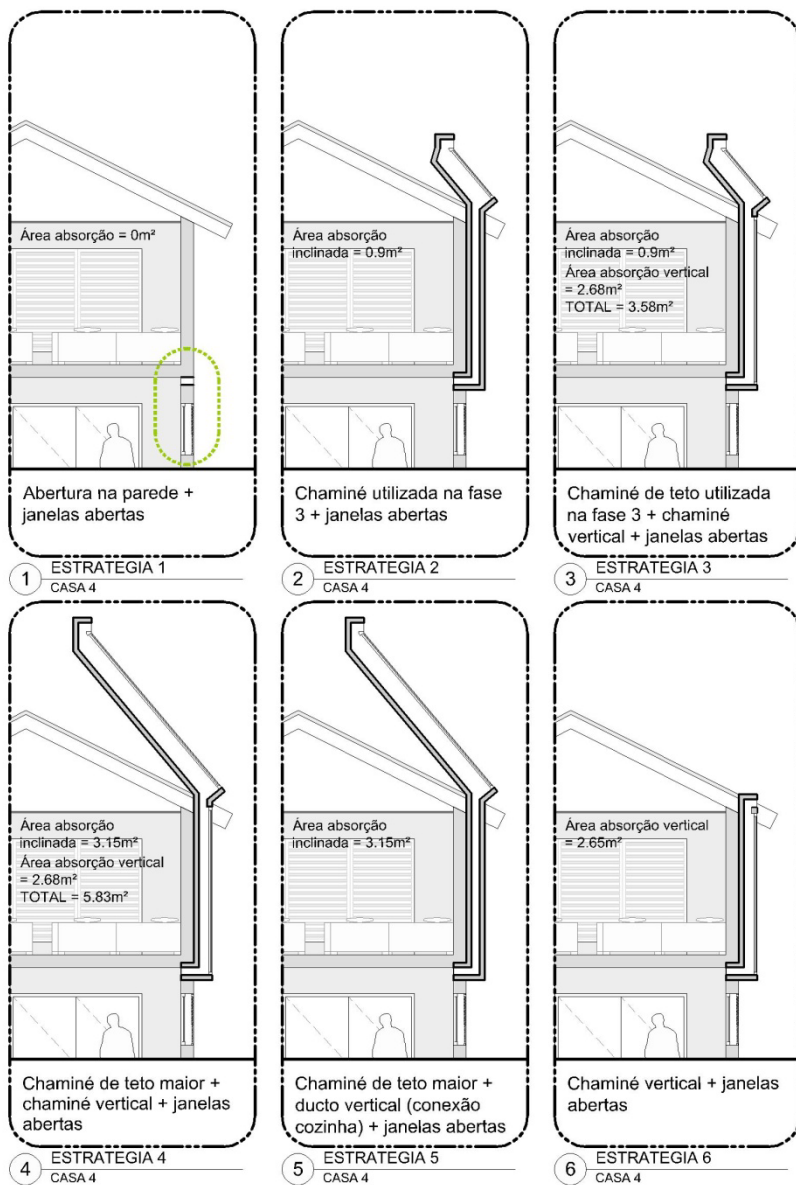 Área absorção = 0m²
Abertura na parede +
janelas abertas
1 ESTRATEGIA 1
CASA 4
Área absorção
inclinada = 0.9m²
Chaminé utilizada na fase
3 + janelas abertas
2 ESTRATEGIA 2
CASA 4
Área absorção
inclinada = 0.9m²
Área absorção vertical
= 2.68m²
TOTAL = 3.58m²
Chaminé de teto utilizada
na fase 3 + chaminé
vertical + janelas abertas
3 ESTRATEGIA 3
CASA 4
Área absorção
inclinada = 3.15m²
Área absorção vertical
= 2.68m²
TOTAL = 5.83m²
Chaminé de teto maior +
chaminé vertical + janelas
abertas
4 ESTRATEGIA 4
CASA 4
Área absorção
inclinada = 3.15m²
Chaminé de teto maior +
ducto vertical (conexão
cozinha) + janelas abertas
5 ESTRATEGIA 5
CASA 4
Área absorção vertical
= 2.65m²
Chaminé vertical + janelas
abertas
6 ESTRATEGIA 6
CASA 4